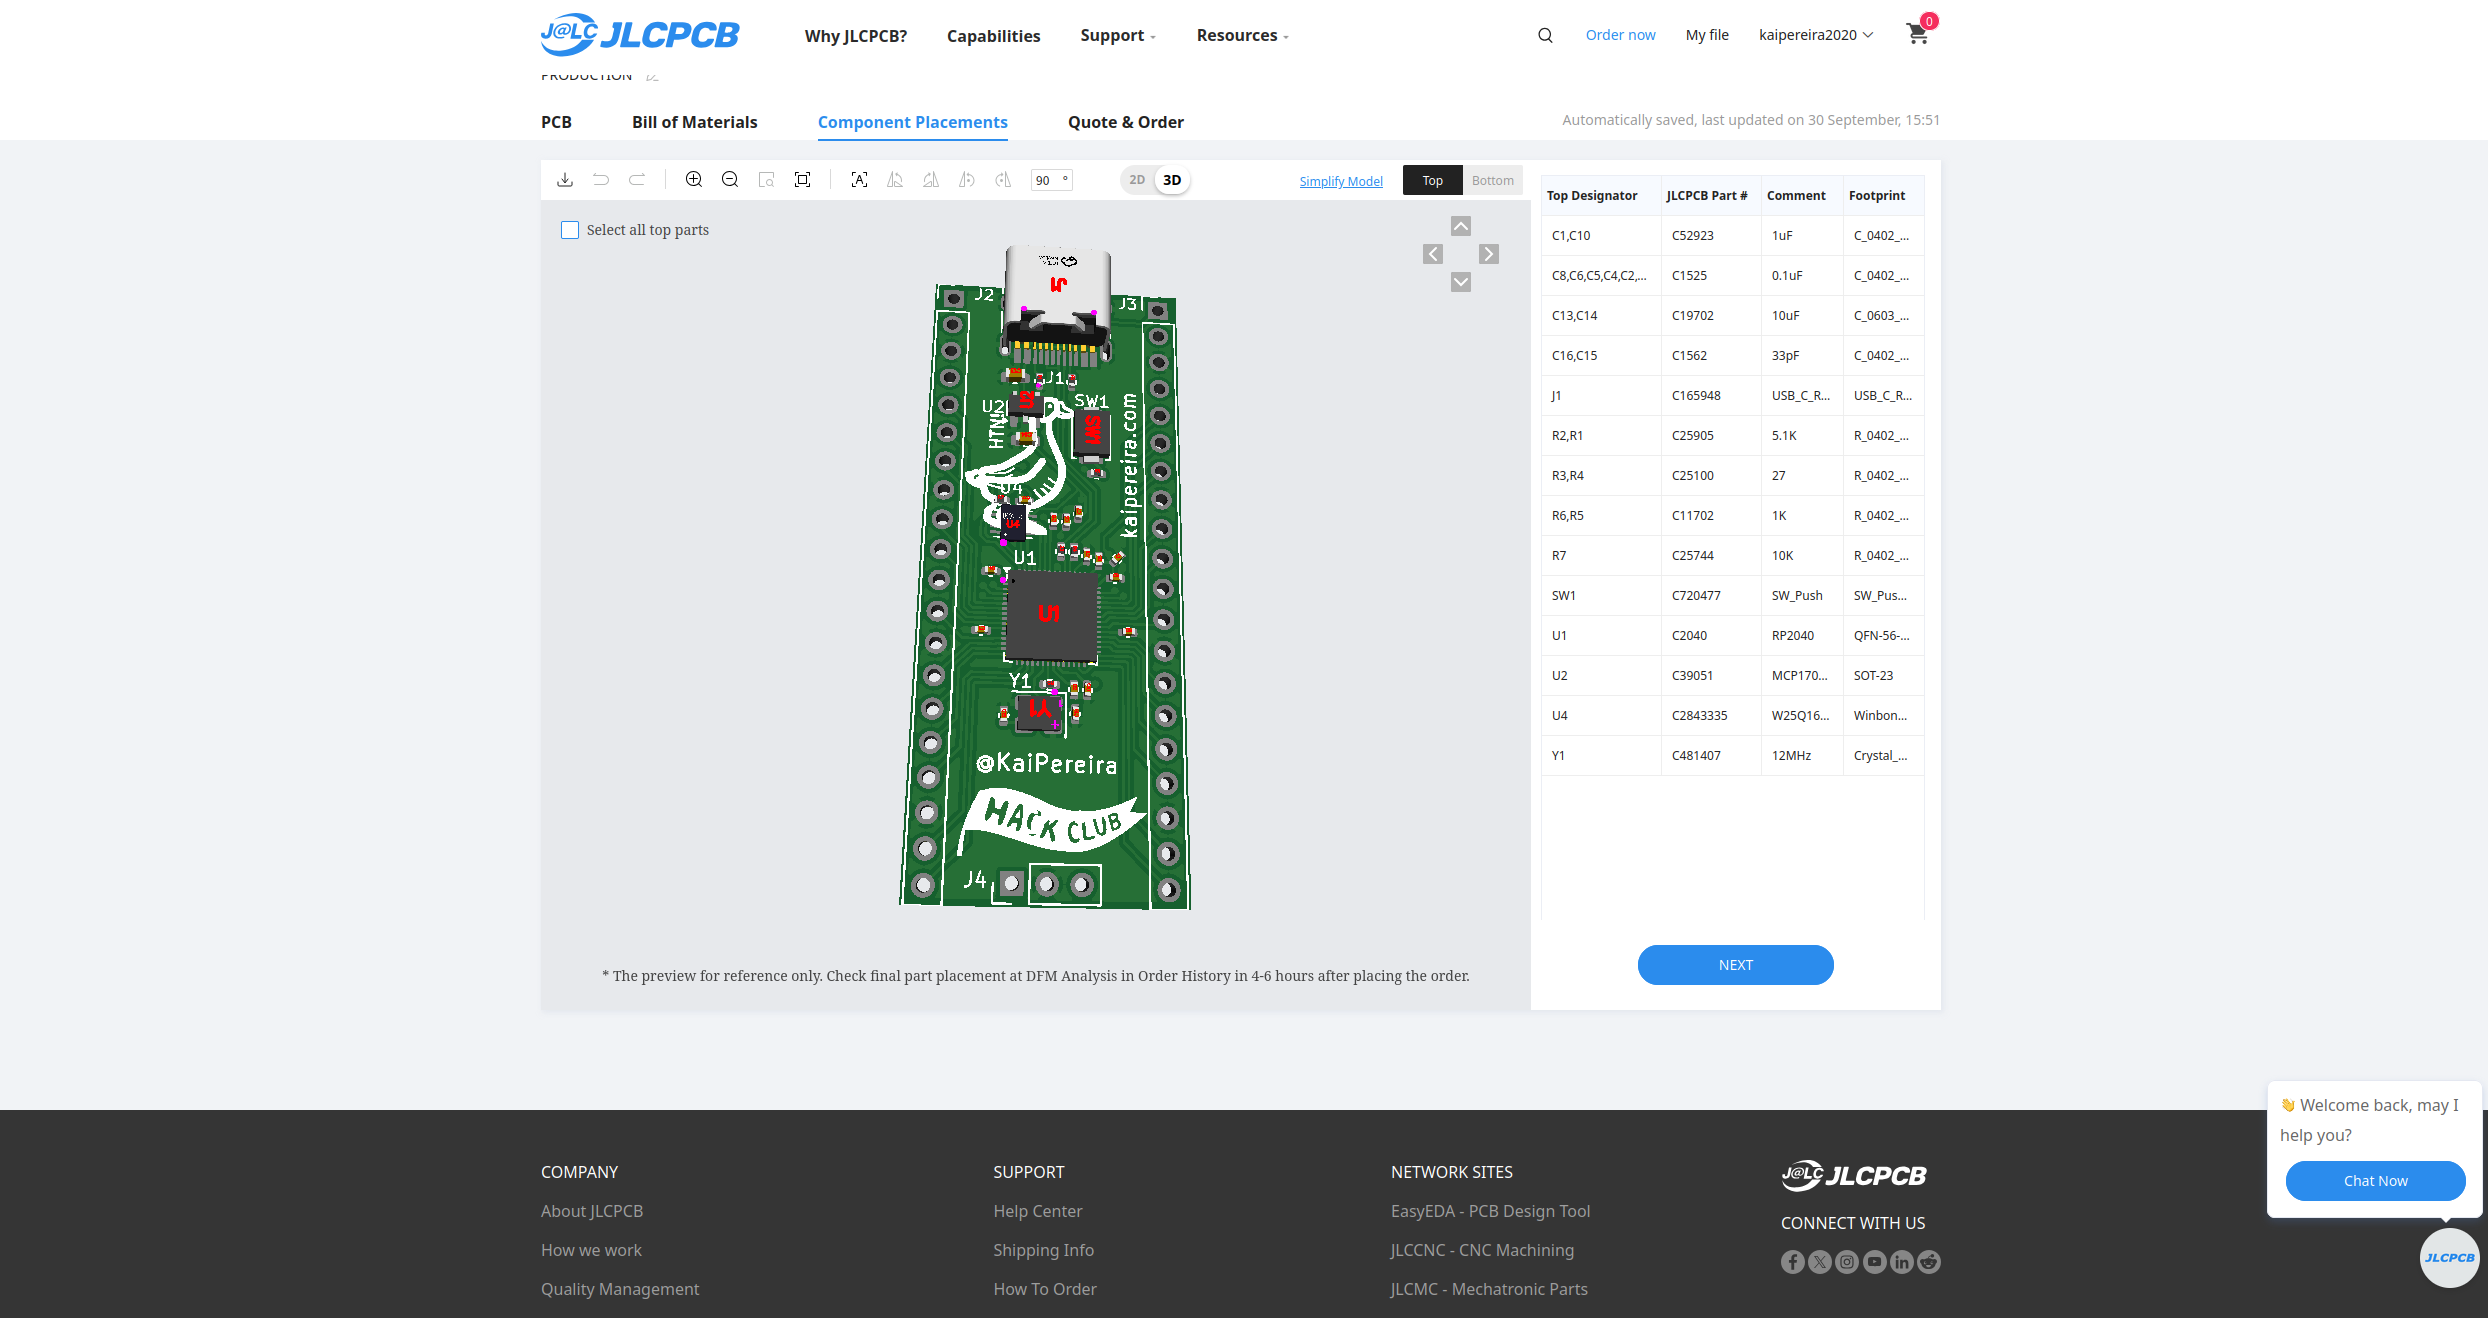 J@LC JLCPCB
Why JLCPCB?
Capabilities
Support
Resources
Order now
My file
kaipereira2020
0
PRODUCTION
PCB
Bill of Materials
Component Placements
Quote & Order
Automatically saved, last updated on 30 September, 15:51
90 °
2D
3D
Simplify Model
Top
Bottom
Select all top parts
J2
J1
J3
J1
U2
SW1
SW1
HTN
kaipereira.com
U4
U4
U1
U1
Y1
Y1
@KaiPereira
HACK CLUB
J4
* The preview for reference only. Check final part placement at DFM Analysis in Order History in 4-6 hours after placing the order.
Top Designator JLCPCB Part # Comment Footprint
C1,C10 C52923 1uF C_0402_...
C8,C6,C5,C4,C2,... C1525 0.1uF C_0402_...
C13,C14 C19702 10uF C_0603_...
C16,C15 C1562 33pF C_0402_...
J1 C165948 USB_C_R... USB_C_R...
R2,R1 C25905 5.1K R_0402_...
R3,R4 C25100 27 R_0402_...
R6,R5 C11702 1K R_0402_...
R7 C25744 10K R_0402_...
SW1 C720477 SW_Push SW_Pus...
U1 C2040 RP2040 QFN-56-...
U2 C39051 MCP170... SOT-23
U4 C2843335 W25Q16... Winbon...
Y1 C481407 12MHz Crystal_...
NEXT
👋 Welcome back, may I
help you?
Chat Now
JLCPCB
COMPANY
About JLCPCB
How we work
Quality Management
SUPPORT
Help Center
Shipping Info
How To Order
NETWORK SITES
EasyEDA - PCB Design Tool
JLCCNC - CNC Machining
JLCMC - Mechatronic Parts
J@LC JLCPCB
CONNECT WITH US